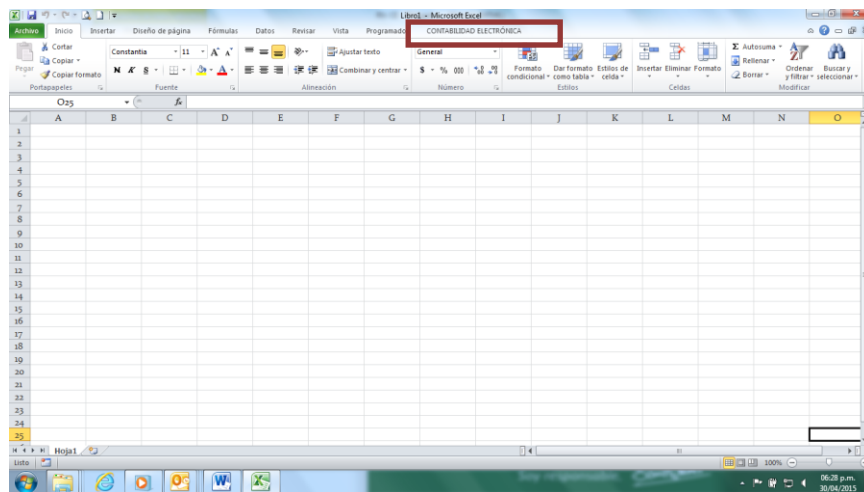 Libro1 - Microsoft Excel
Archivo Inicio Insertar Diseño de página Fórmulas Datos Revisar Vista Programado CONTABILIDAD ELECTRÓNICA
Pegar
Cortar
Copiar
Copiar formato
Portapapeles
Constantia 11
N K S
Fuente
Ajustar texto
Combinar y centrar
Alineación
General
$ % 000
Número
Formato condicional
Dar formato como tabla
Estilos de celda
Estilos
Insertar Eliminar Formato
Celdas
Σ Autosuma
Rellenar
Borrar
Ordenar y filtrar
Buscar y seleccionar
Modificar
O25 fx
A B C D E F G H I J K L M N O
1
2
3
4
5
6
7
8
9
10
11
12
13
14
15
16
17
18
19
20
21
22
23
24
25
Hoja1
Listo 100%
06:28 p.m.
30/04/2015